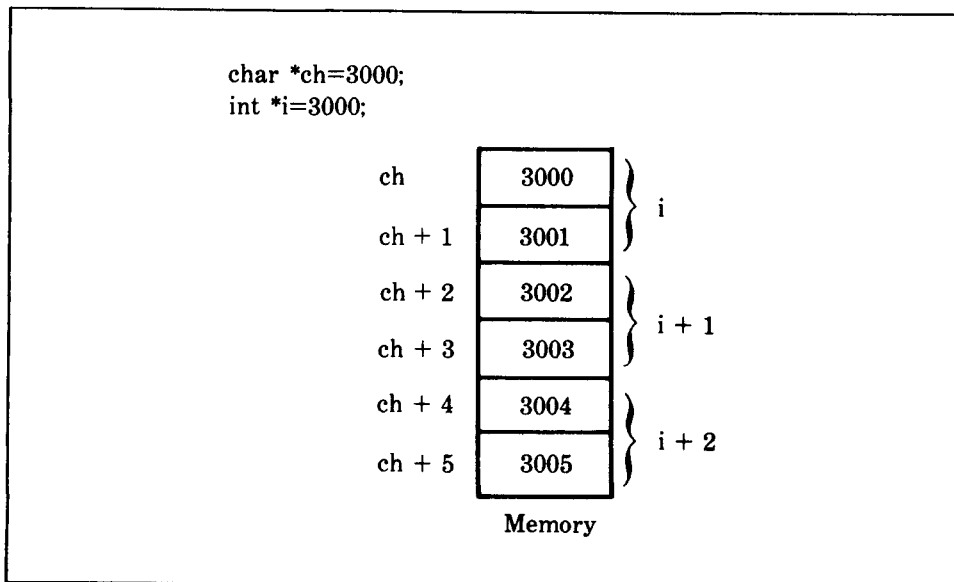 char *ch=3000;
int *i=3000;
ch 3000
i
ch + 1 3001
ch + 2 3002
i + 1
ch + 3 3003
ch + 4 3004
i + 2
ch + 5 3005
Memory